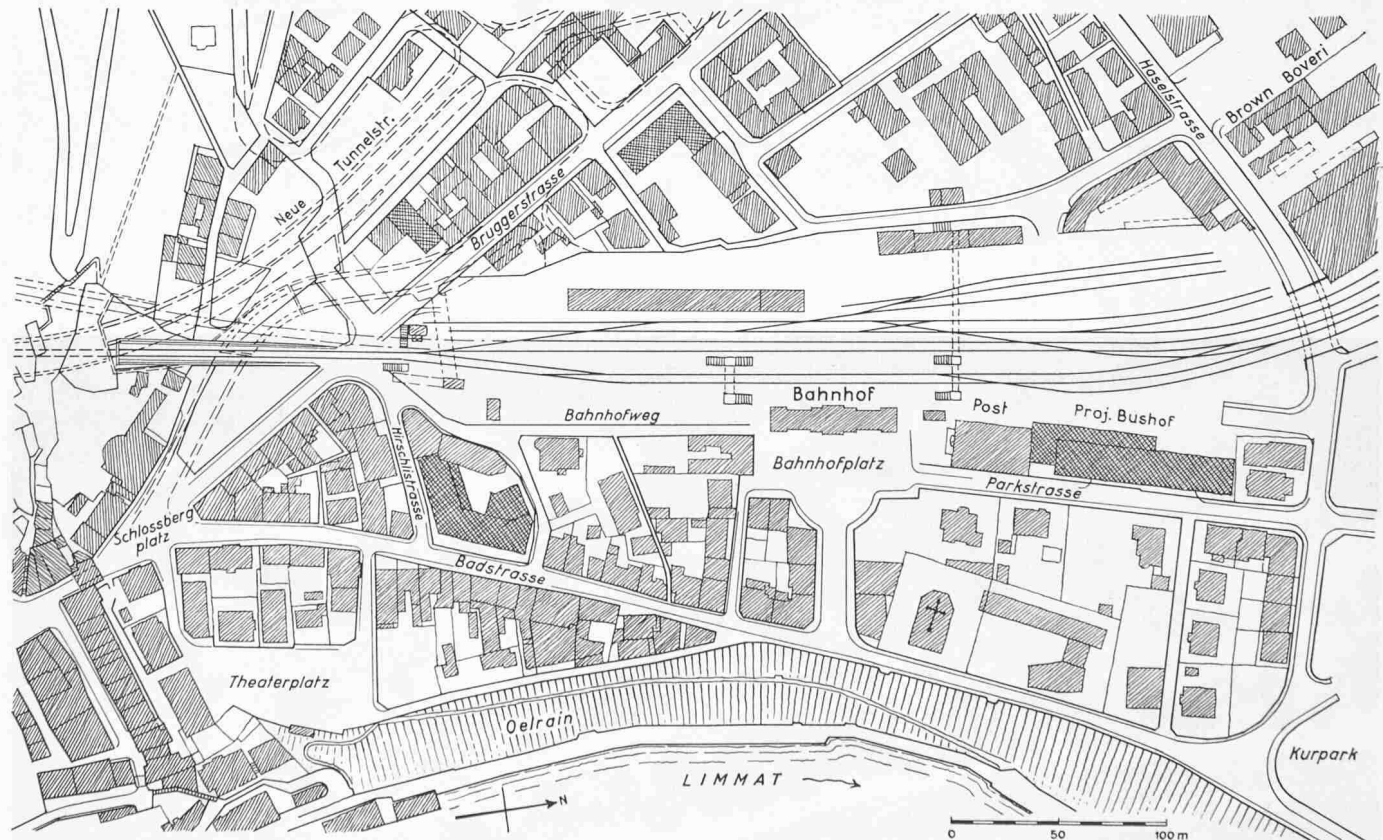 Haselstrasse
Brown Boveri
Tunnelstr.
Neue
Bruggerstrasse
Bahnhof
Post
Proj. Bushof
Bahnhofweg
Hirschlistrasse
Bahnhofplatz
Parkstrasse
Schlossberg
platz
Badstrasse
Theaterplatz
Oelrain
Kurpark
LIMMAT
N
0 50 100 m